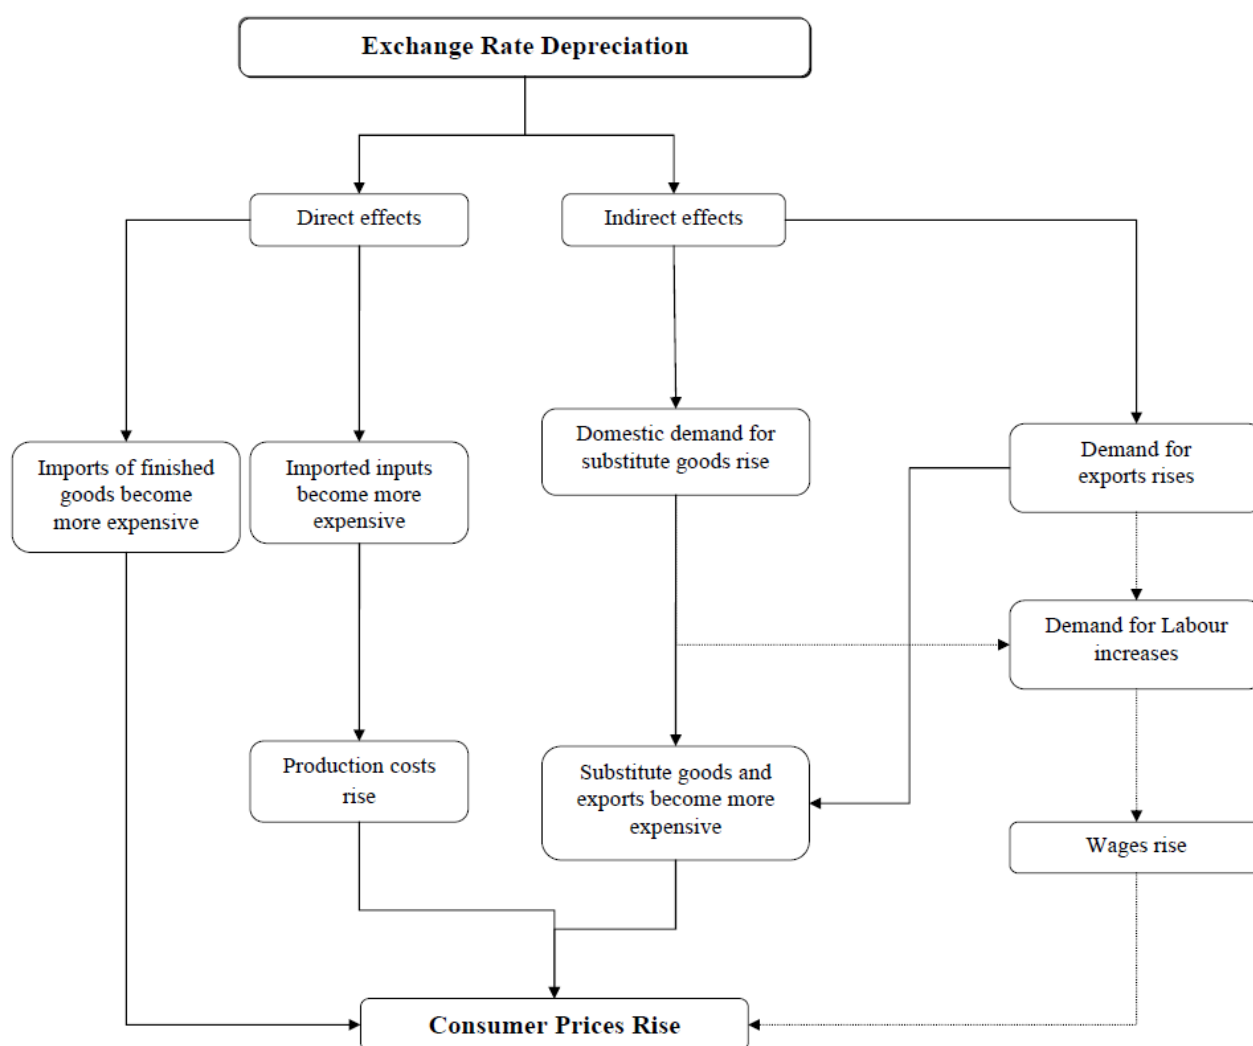 Exchange Rate Depreciation
Direct effects
Indirect effects
Domestic demand for
substitute goods rise
Imports of finished
goods become
more expensive
Imported inputs
become more
expensive
Demand for
exports rises
Demand for Labour
increases
Production costs
rise
Substitute goods and
exports become more
expensive
Wages rise
Consumer Prices Rise